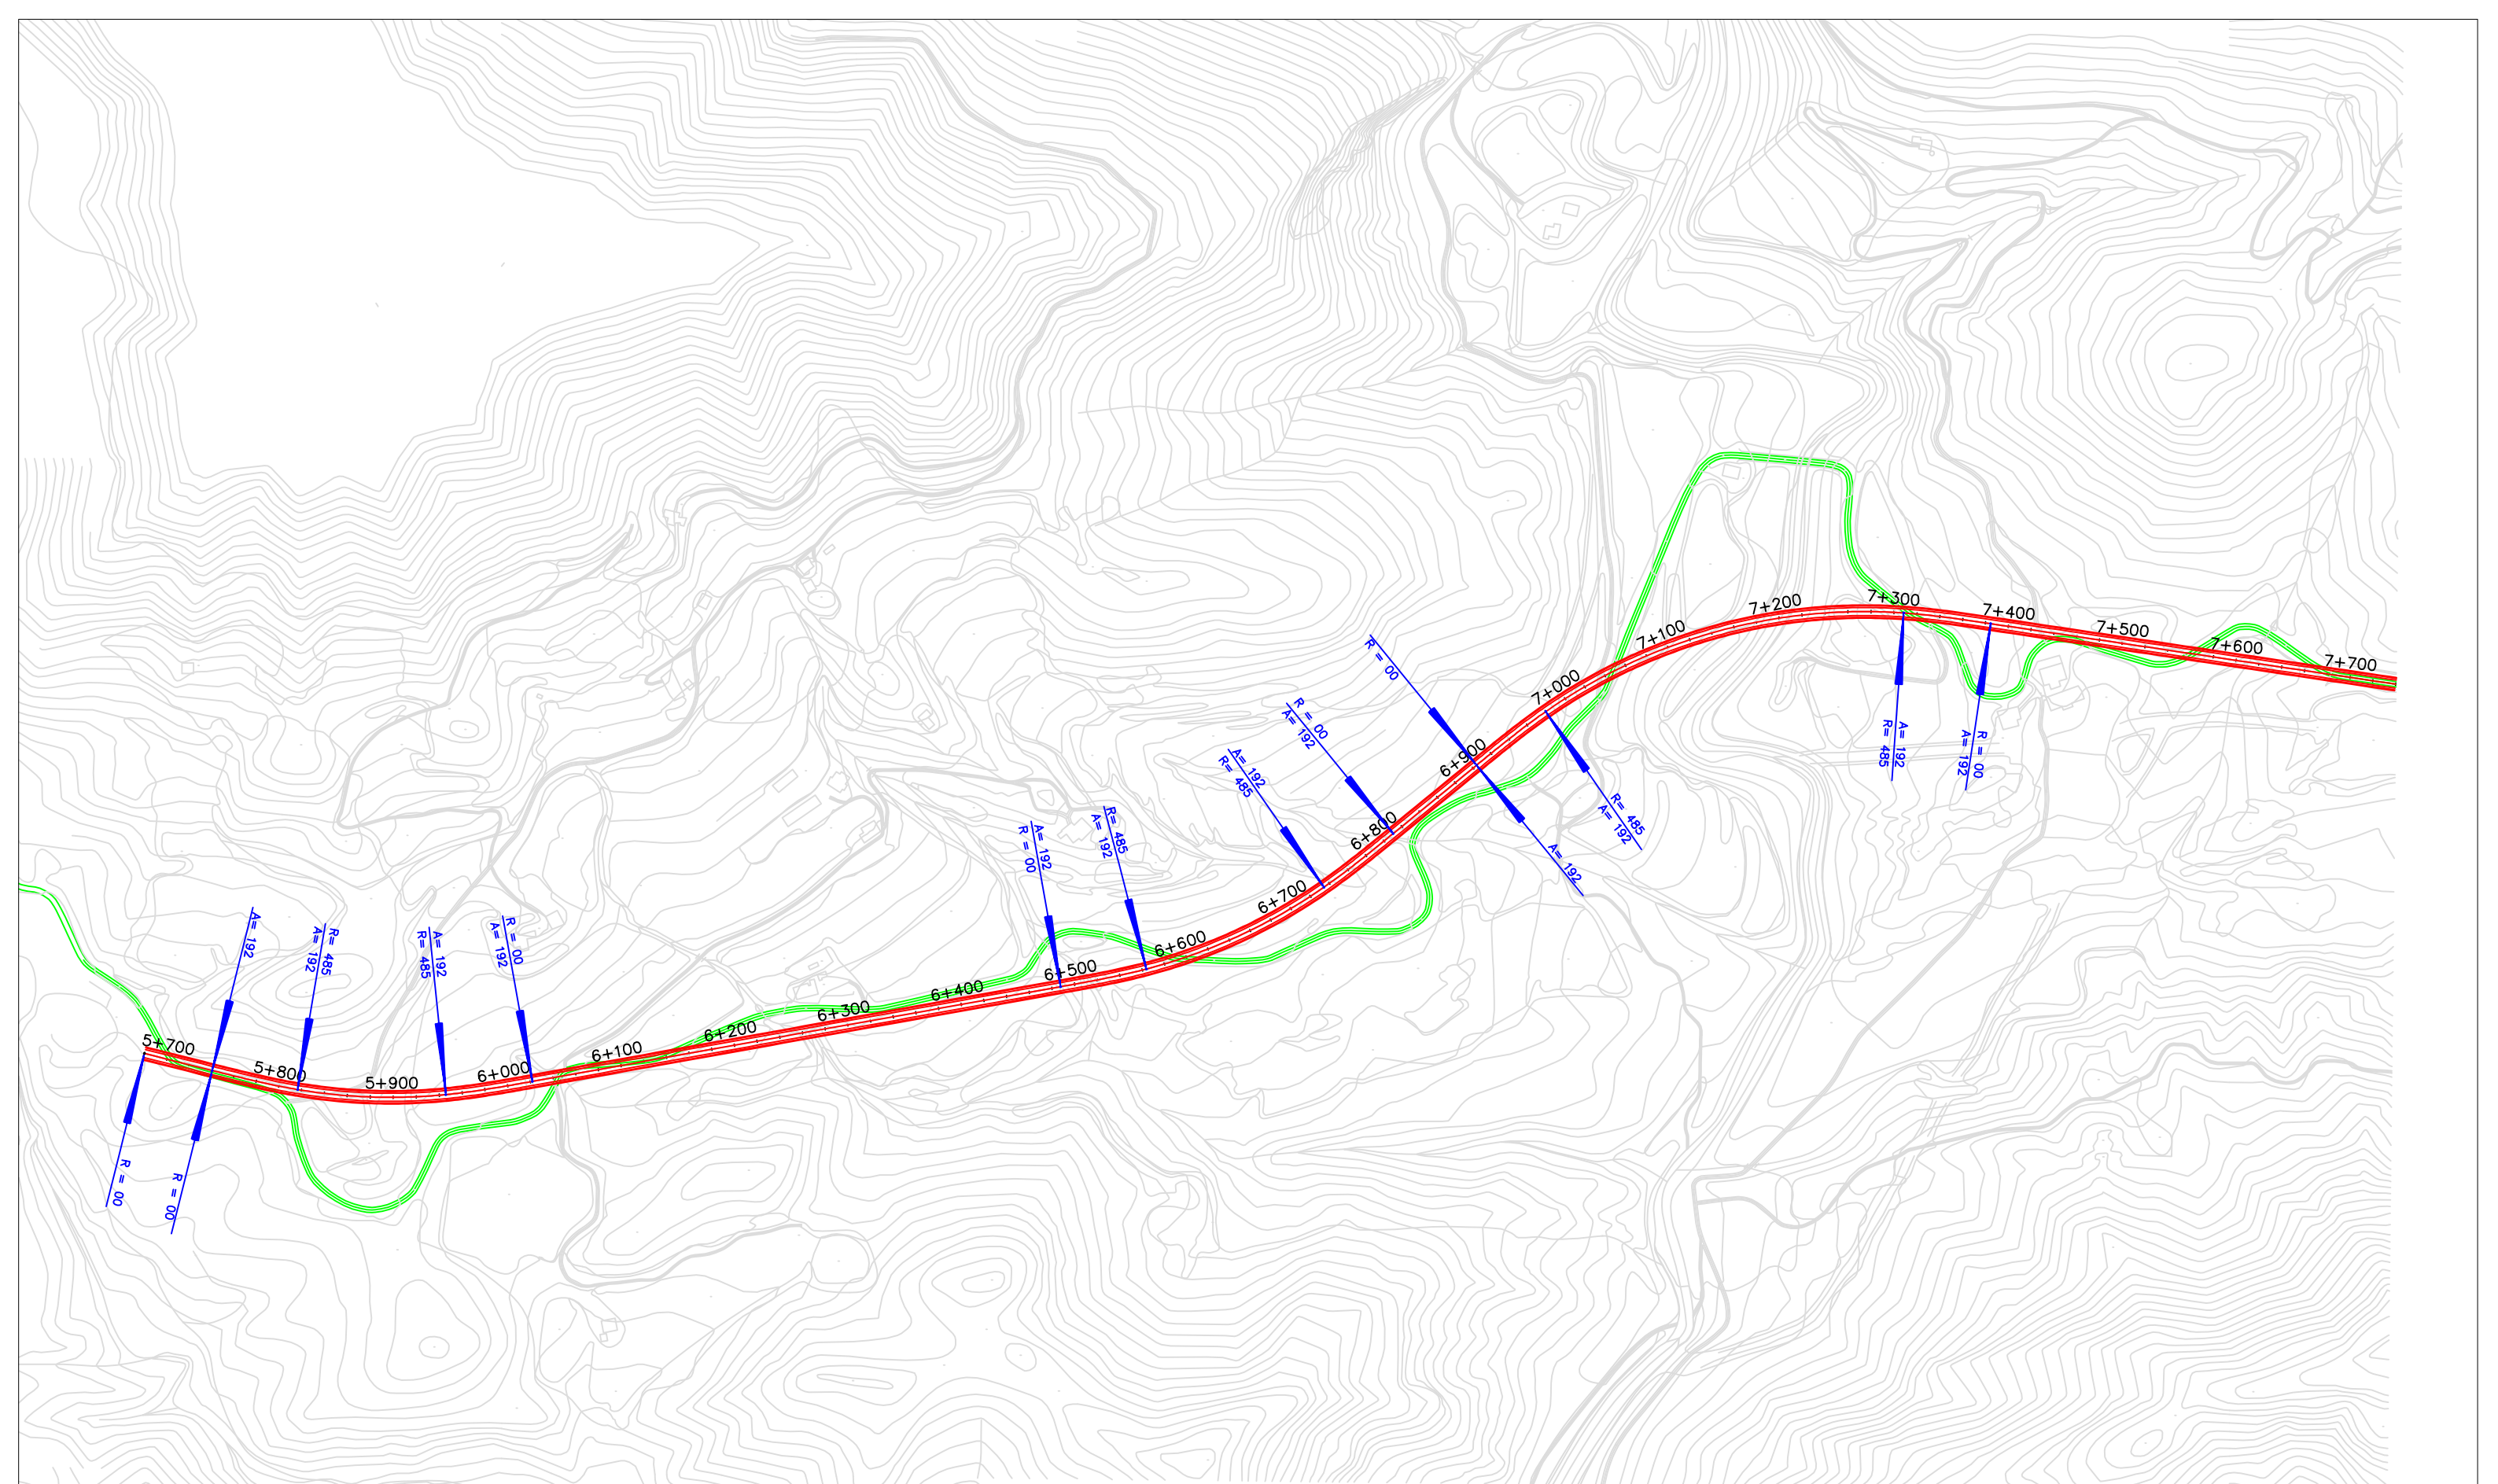 5+700
5+800
5+900
6+000
6+100
6+200
6+300
6+400
6+500
6+600
6+700
6+800
6+900
7+000
7+100
7+200
7+300
7+400
7+500
7+600
7+700
R = 00
A= 192
R = 00
R= 485
A= 192
A= 192
R= 485
R = 00
A= 192
A= 192
R = 00
R= 485
A= 192
A= 192
R= 485
R = 00
A= 192
R = 00
A= 192
R= 485
A= 192
A= 192
R= 485
R = 00
A= 192